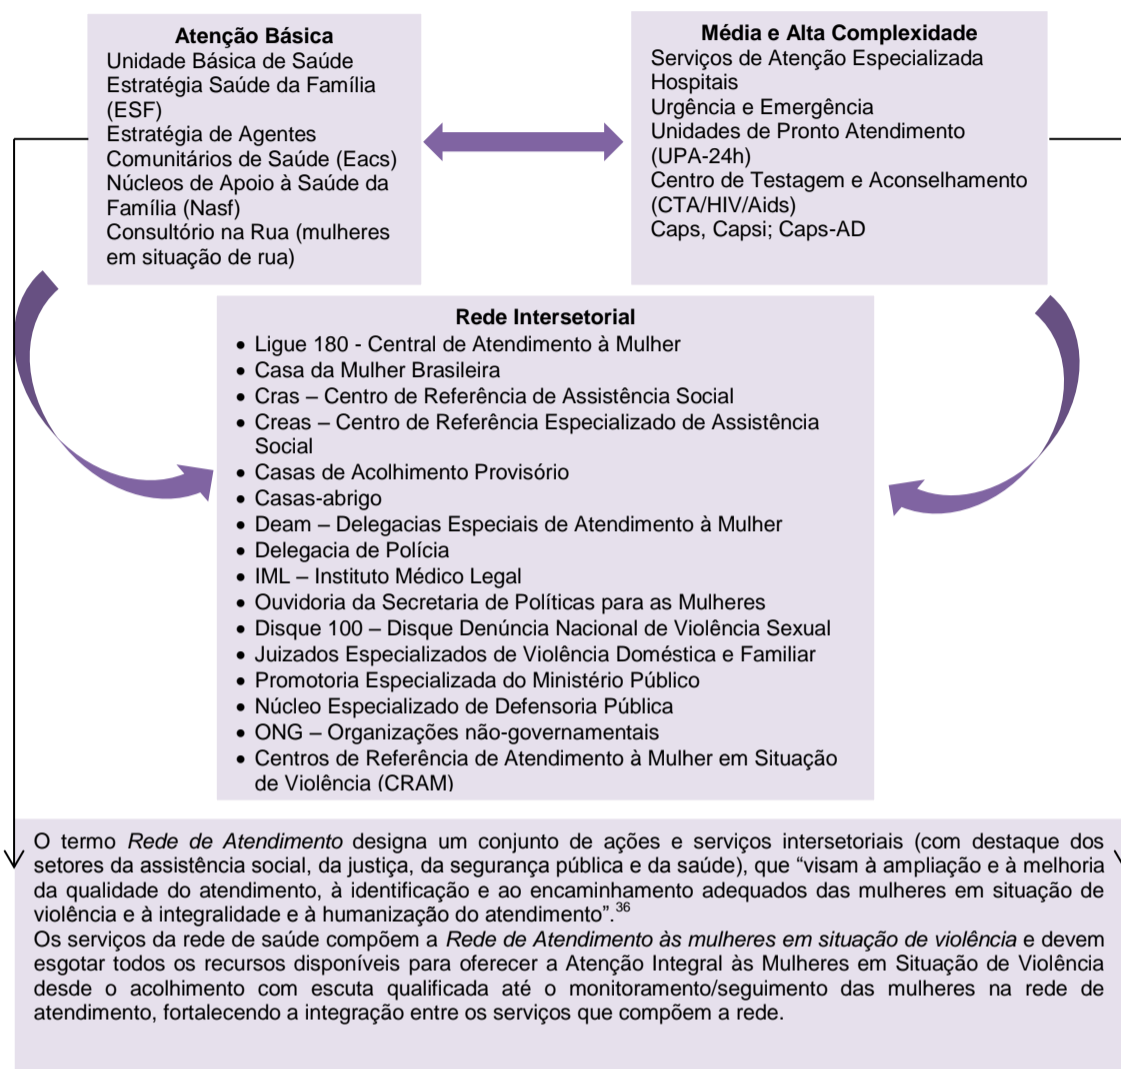 Atenção Básica
Unidade Básica de Saúde
Estratégia Saúde da Família
(ESF)
Estratégia de Agentes
Comunitários de Saúde (Eacs)
Núcleos de Apoio à Saúde da
Família (Nasf)
Consultório na Rua (mulheres
em situação de rua)
Média e Alta Complexidade
Serviços de Atenção Especializada
Hospitais
Urgência e Emergência
Unidades de Pronto Atendimento
(UPA-24h)
Centro de Testagem e Aconselhamento
(CTA/HIV/Aids)
Caps, Capsi; Caps-AD
Rede Intersetorial
• Ligue 180 - Central de Atendimento à Mulher
• Casa da Mulher Brasileira
• Cras – Centro de Referência de Assistência Social
• Creas – Centro de Referência Especializado de Assistência
Social
• Casas de Acolhimento Provisório
• Casas-abrigo
• Deam – Delegacias Especiais de Atendimento à Mulher
• Delegacia de Polícia
• IML – Instituto Médico Legal
• Ouvidoria da Secretaria de Políticas para as Mulheres
• Disque 100 – Disque Denúncia Nacional de Violência Sexual
• Juizados Especializados de Violência Doméstica e Familiar
• Promotoria Especializada do Ministério Público
• Núcleo Especializado de Defensoria Pública
• ONG – Organizações não-governamentais
• Centros de Referência de Atendimento à Mulher em Situação
de Violência (CRAM)
O termo Rede de Atendimento designa um conjunto de ações e serviços intersetoriais (com destaque dos
setores da assistência social, da justiça, da segurança pública e da saúde), que “visam à ampliação e à melhoria
da qualidade do atendimento, à identificação e ao encaminhamento adequados das mulheres em situação de
violência e à integralidade e à humanização do atendimento”.36
Os serviços da rede de saúde compõem a Rede de Atendimento às mulheres em situação de violência e devem
esgotar todos os recursos disponíveis para oferecer a Atenção Integral às Mulheres em Situação de Violência
desde o acolhimento com escuta qualificada até o monitoramento/seguimento das mulheres na rede de
atendimento, fortalecendo a integração entre os serviços que compõem a rede.